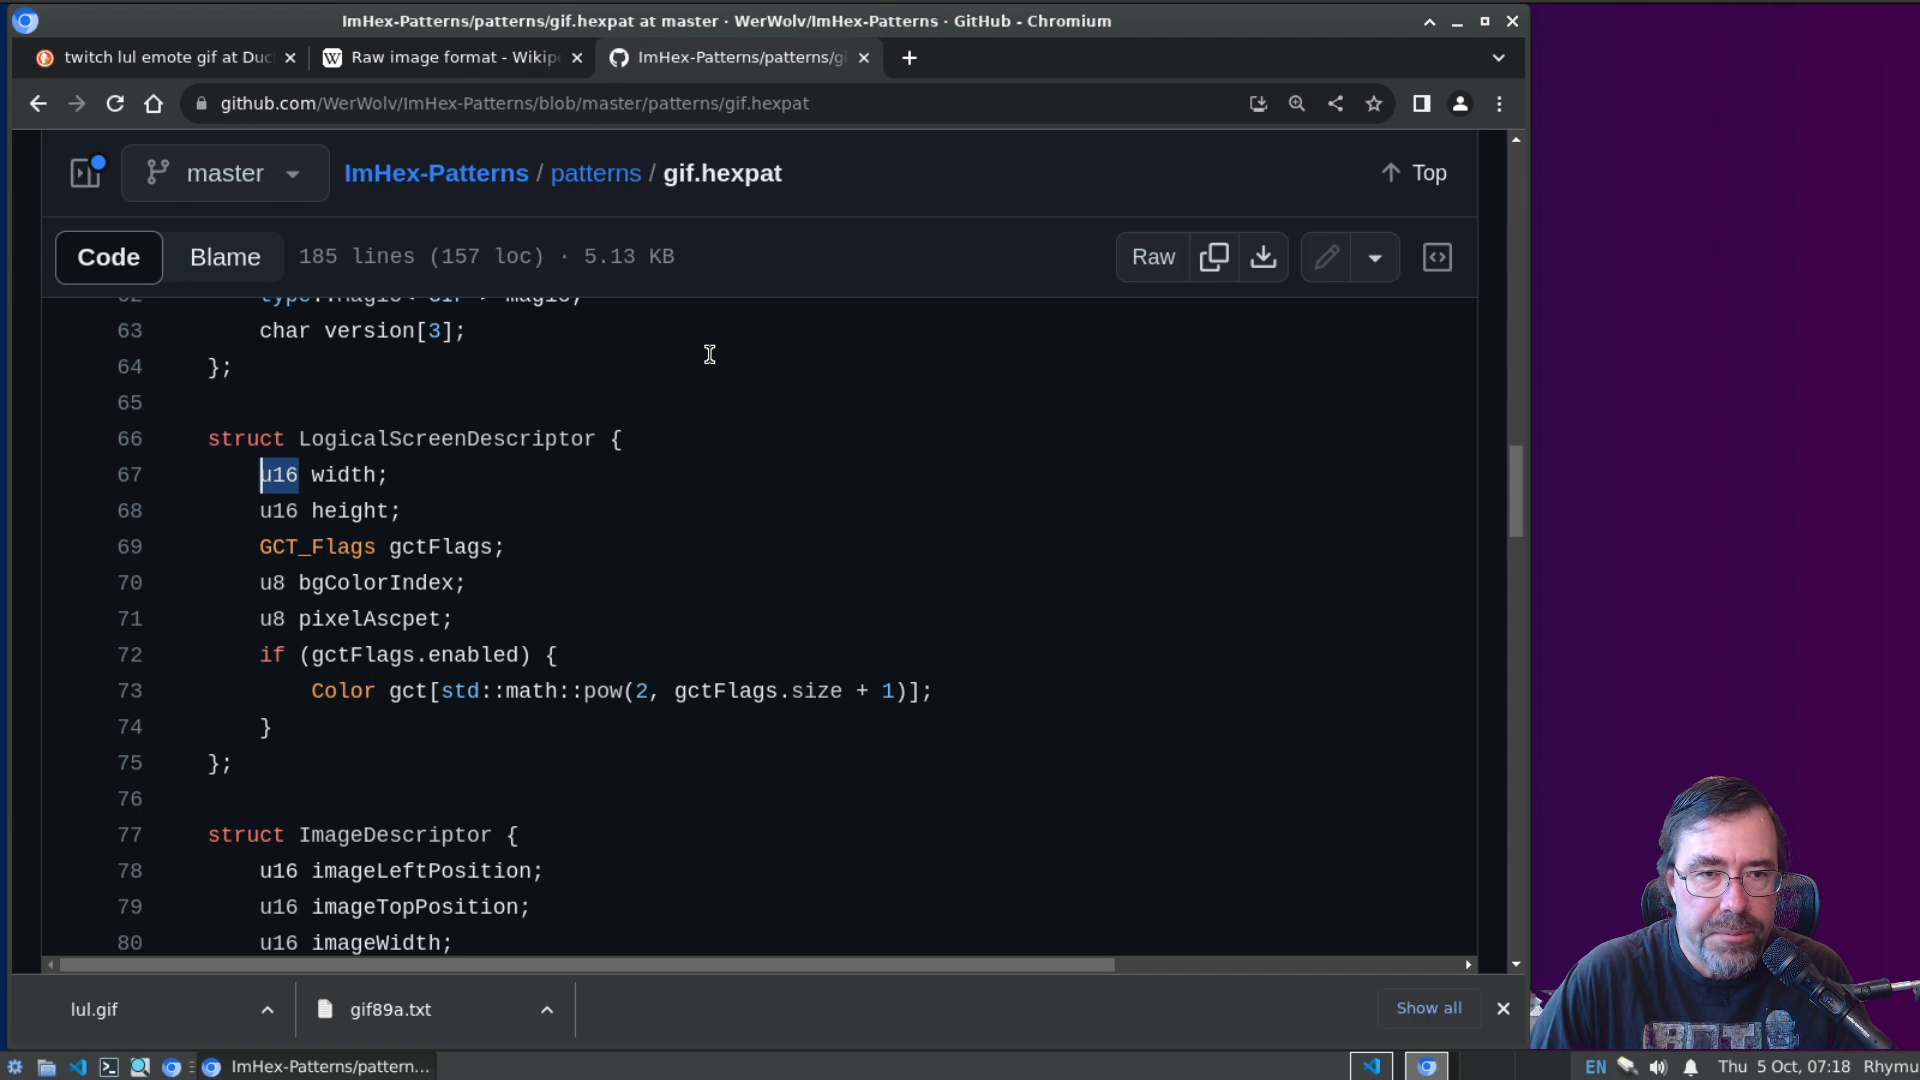 ImHex-Patterns/patterns/gif.hexpat at master · WerWolv/ImHex-Patterns · GitHub - Chromium
twitch lul emote gif at Duc
Raw image format - Wikip
ImHex-Patterns/patterns/gi
github.com/WerWolv/ImHex-Patterns/blob/master/patterns/gif.hexpat
master
ImHex-Patterns / patterns / gif.hexpat
Top
Code
Blame
185 lines (157 loc) · 5.13 KB
Raw
63 char version[3];
64 };
65
66 struct LogicalScreenDescriptor {
67 u16 width;
68 u16 height;
69 GCT_Flags gctFlags;
70 u8 bgColorIndex;
71 u8 pixelAscpet;
72 if (gctFlags.enabled) {
73 Color gct[std::math::pow(2, gctFlags.size + 1)];
74 }
75 };
76
77 struct ImageDescriptor {
78 u16 imageLeftPosition;
79 u16 imageTopPosition;
80 u16 imageWidth;
lul.gif
gif89a.txt
Show all
ImHex-Patterns/pattern...
EN
Thu 5 Oct, 07:18
Rhymu